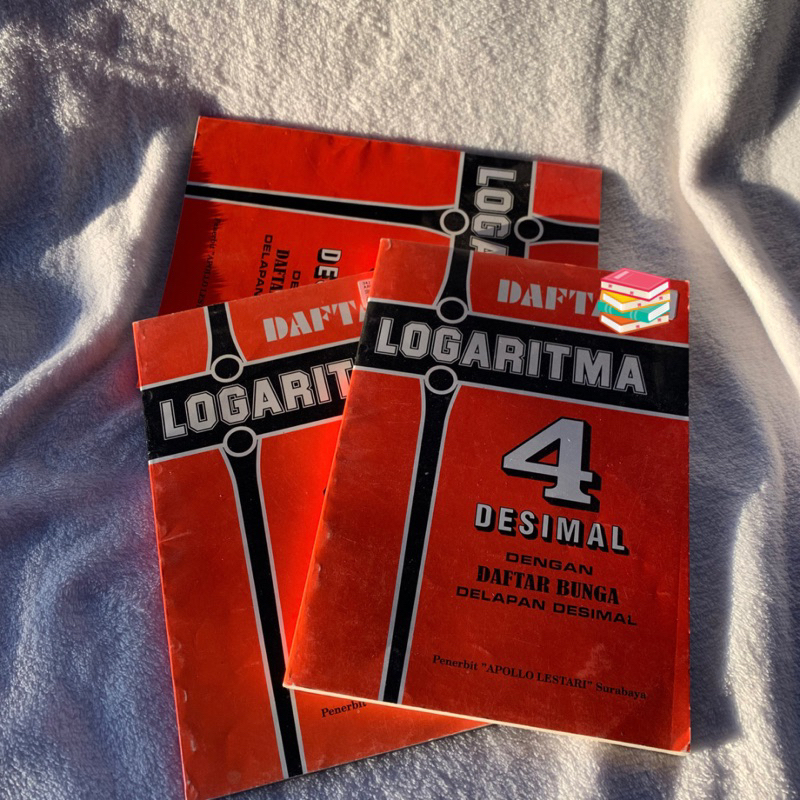 LOGA
DE
DAFTA
DELAPAN
DAFTA
LOGARIT
Penerbit
DAFTA
LOGARITMA
4
DESIMAL
DENGAN
DAFTAR BUNGA
DELAPAN DESIMAL
Penerbit "APOLLO LESTARI" Surabaya